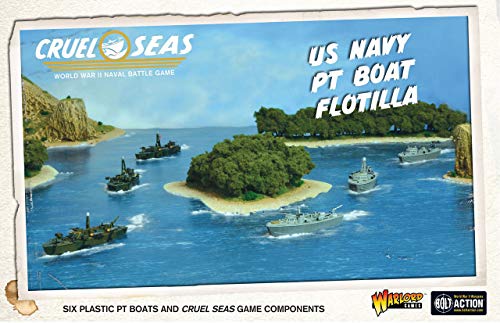 CRUEL SEAS
WORLD WAR II NAVAL BATTLE GAME
US NAVY
PT BOAT
FLOTILLA
SIX PLASTIC PT BOATS AND CRUEL SEAS GAME COMPONENTS
WARLORD
GAMES
BOLT ACTION